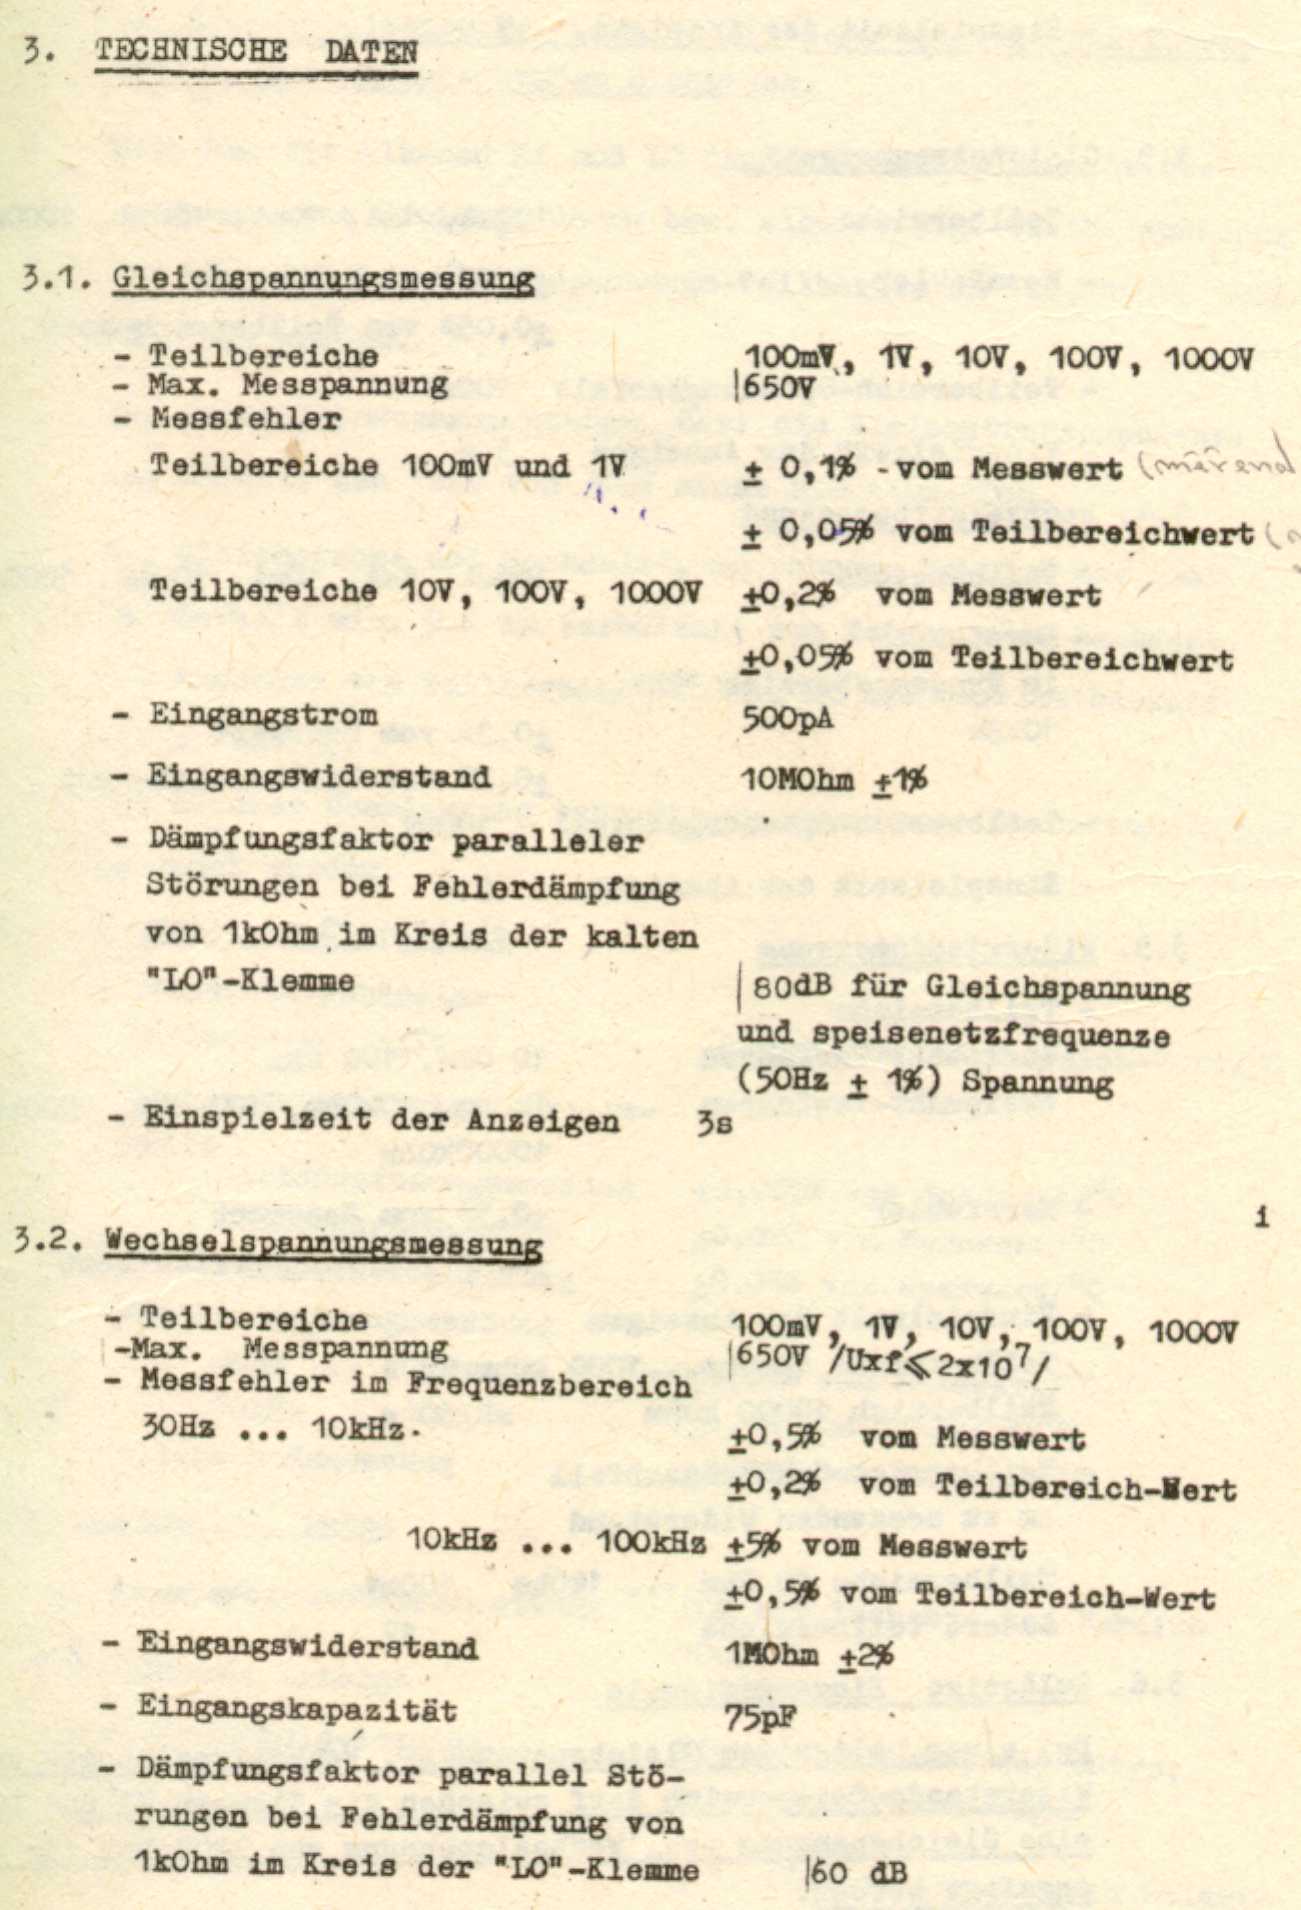 3. TECHNISCHE DATEN
3.1. Gleichspannungsmessung
- Teilbereiche 100mV, 1V, 10V, 100V, 1000V
- Max. Messpannung |650V
- Messfehler
Teilbereiche 100mV und 1V ± 0,1% - vom Messwert (
± 0,05% vom Teilbereichwert (
Teilbereiche 10V, 100V, 1000V ±0,2% vom Messwert
±0,05% vom Teilbereichwert
- Eingangstrom 500pA
- Eingangswiderstand 10MOhm ±1%
- Dämpfungsfaktor paralleler
Störungen bei Fehlerdämpfung
von 1kOhm im Kreis der kalten
"LO"-Klemme |80dB für Gleichspannung
und speisenetzfrequenze
(50Hz ± 1%) Spannung
- Einspielzeit der Anzeigen 3s
i
3.2. Wechselspannungsmessung
- Teilbereiche 100mV, 1V, 10V, 100V, 1000V
-Max. Messpannung |650V /Uxf⩽2x10⁷/
- Messfehler im Frequenzbereich
30Hz ... 10kHz. ±0,5% vom Messwert
±0,2% vom Teilbereich-Wert
10kHz ... 100kHz ±5% vom Messwert
±0,5% vom Teilbereich-Wert
- Eingangswiderstand 1MOhm ±2%
- Eingangskapazität 75pF
- Dämpfungsfaktor parallel Stö-
rungen bei Fehlerdämpfung von
1kOhm im Kreis der "LO"-Klemme |60 dB